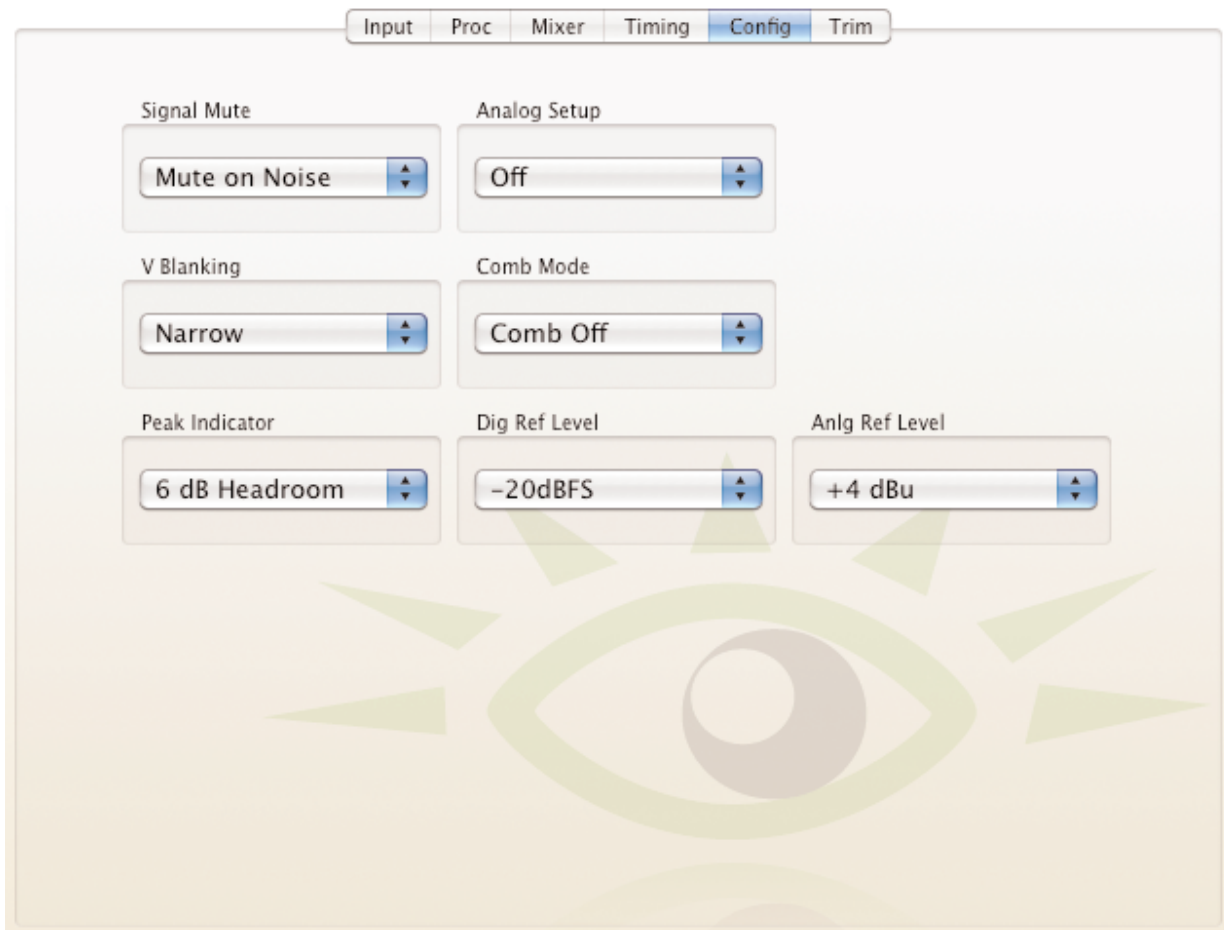 Input Proc Mixer Timing Config Trim
Signal Mute Analog Setup
Mute on Noise Off
V Blanking Comb Mode
Narrow Comb Off
Peak Indicator Dig Ref Level Anlg Ref Level
6 dB Headroom -20dBFS +4 dBu